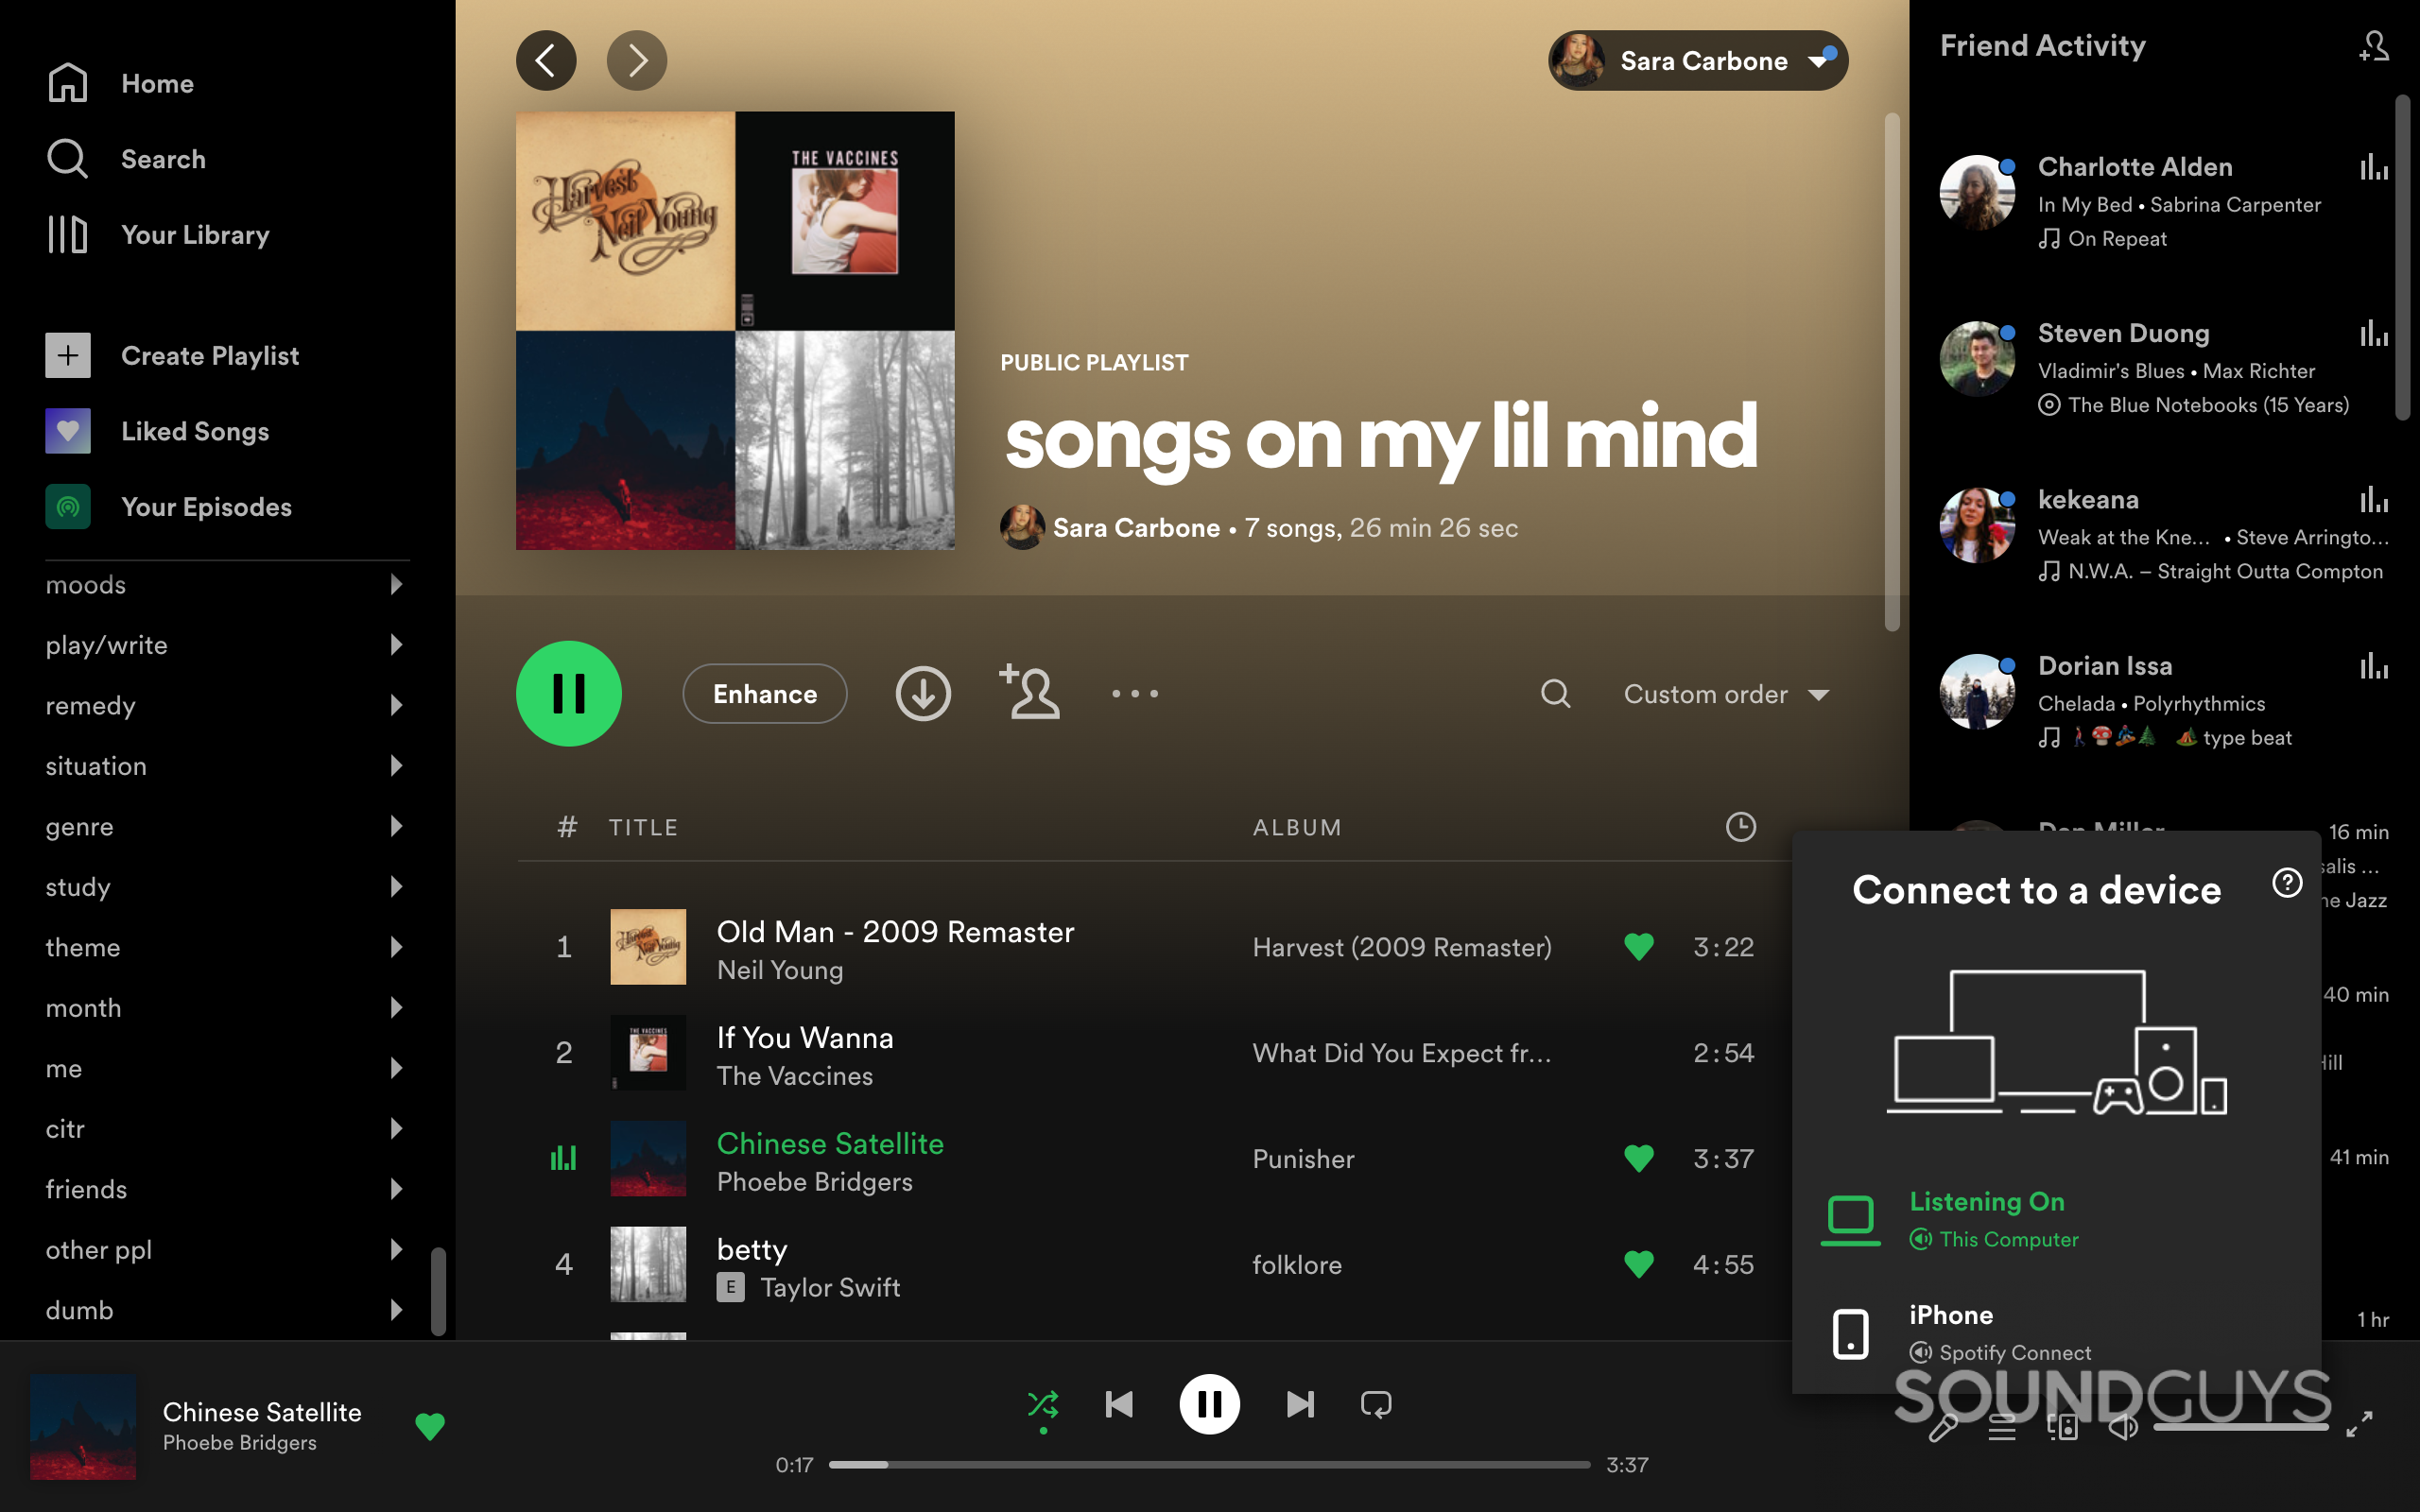 Home
Search
Your Library
Create Playlist
Liked Songs
Your Episodes
moods
play/write
remedy
situation
genre
study
theme
month
me
citr
friends
other ppl
dumb
Sara Carbone
Harvest
Neil Young
THE VACCINES
PUBLIC PLAYLIST
songs on my lil mind
Sara Carbone • 7 songs, 26 min 26 sec
Enhance
Custom order
# TITLE ALBUM
1 Old Man - 2009 Remaster Harvest (2009 Remaster) 3:22
Neil Young
2 If You Wanna What Did You Expect fr... 2:54
The Vaccines
Chinese Satellite Punisher 3:37
Phoebe Bridgers
4 betty folklore 4:55
E Taylor Swift
Friend Activity
Charlotte Alden
In My Bed • Sabrina Carpenter
On Repeat
Steven Duong
Vladimir's Blues • Max Richter
The Blue Notebooks (15 Years)
kekeana
Weak at the Kne... • Steve Arringto...
N.W.A. – Straight Outta Compton
Dorian Issa
Chelada • Polyrhythmics
🚶🍄🏂🌲 🏕️ type beat
16 min
Jazz
40 min
41 min
1 hr
Connect to a device
Listening On
This Computer
iPhone
Spotify Connect
SOUNDGUYS
Chinese Satellite
Phoebe Bridgers
0:17 3:37